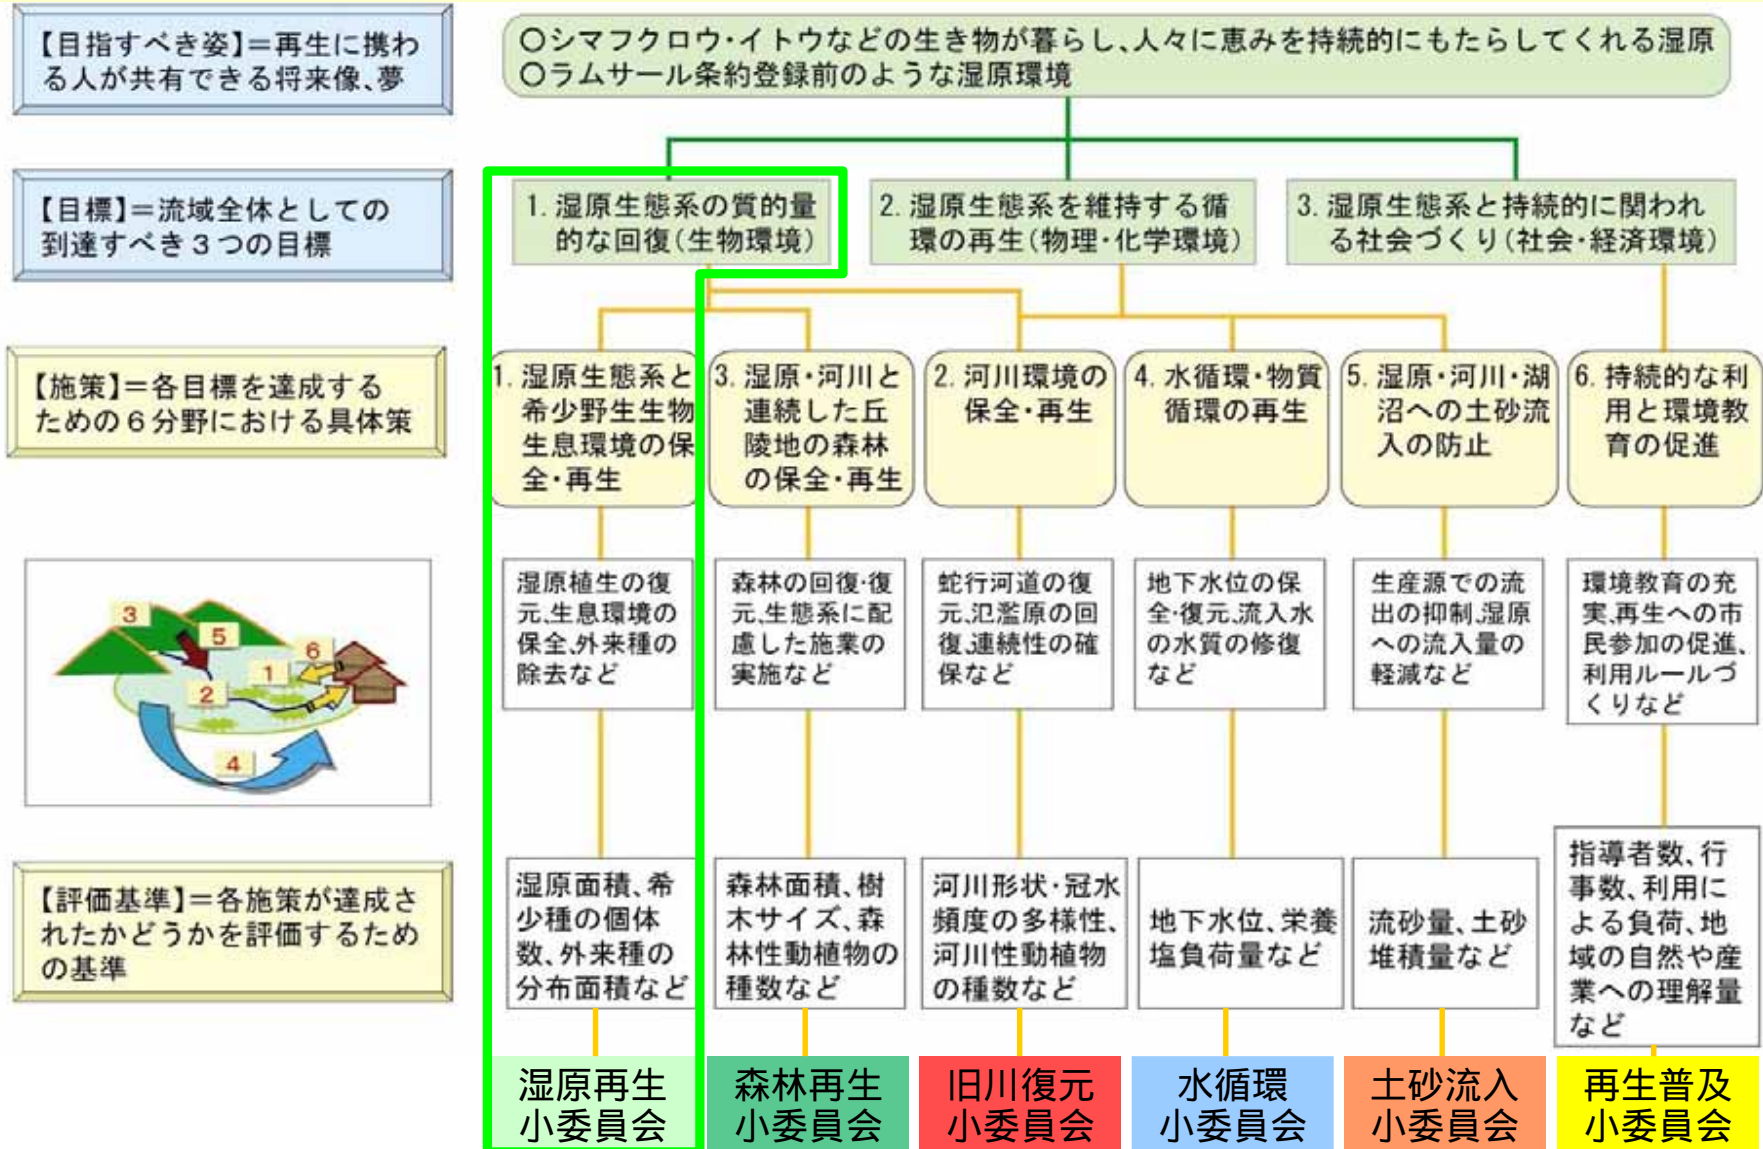 【目指すべき姿】=再生に携わ
る人が共有できる将来像、夢
○シマフクロウ・イトウなどの生き物が暮らし、人々に恵みを持続的にもたらしてくれる湿原
○ラムサール条約登録前のような湿原環境
【目標】=流域全体としての
到達すべき3つの目標
1. 湿原生態系の質的量
的な回復(生物環境)
2. 湿原生態系を維持する循
環の再生(物理・化学環境)
3. 湿原生態系と持続的に関われ
る社会づくり(社会・経済環境)
【施策】=各目標を達成する
ための6分野における具体策
1. 湿原生態系と
希少野生生物
生息環境の保
全・再生
3. 湿原・河川と
連続した丘
陵地の森林
の保全・再生
2. 河川環境の
保全・再生
4. 水循環・物質
循環の再生
5. 湿原・河川・湖
沼への土砂流
入の防止
6. 持続的な利
用と環境教
育の促進
3
5
6
1
2
4
湿原植生の復
元、生息環境の
保全、外来種の
除去など
森林の回復・復
元、生態系に配
慮した施業の
実施など
蛇行河道の復
元、氾濫原の回
復、連続性の確
保など
地下水位の保
全・復元、流入水
の水質の修復
など
生産源での流
出の抑制、湿原
への流入量の
軽減など
環境教育の充
実、再生への市
民参加の促進、
利用ルールづ
くりなど
【評価基準】=各施策が達成さ
れたかどうかを評価するため
の基準
湿原面積、希
少種の個体
数、外来種の
分布面積など
森林面積、樹
木サイズ、森
林性動植物の
種数など
河川形状・冠水
頻度の多様性、
河川性動植物
の種数など
地下水位、栄養
塩負荷量など
流砂量、土砂
堆積量など
指導者数、行
事数、利用に
よる負荷、地
域の自然や産
業への理解量
など
湿原再生
小委員会
森林再生
小委員会
旧川復元
小委員会
水循環
小委員会
土砂流入
小委員会
再生普及
小委員会